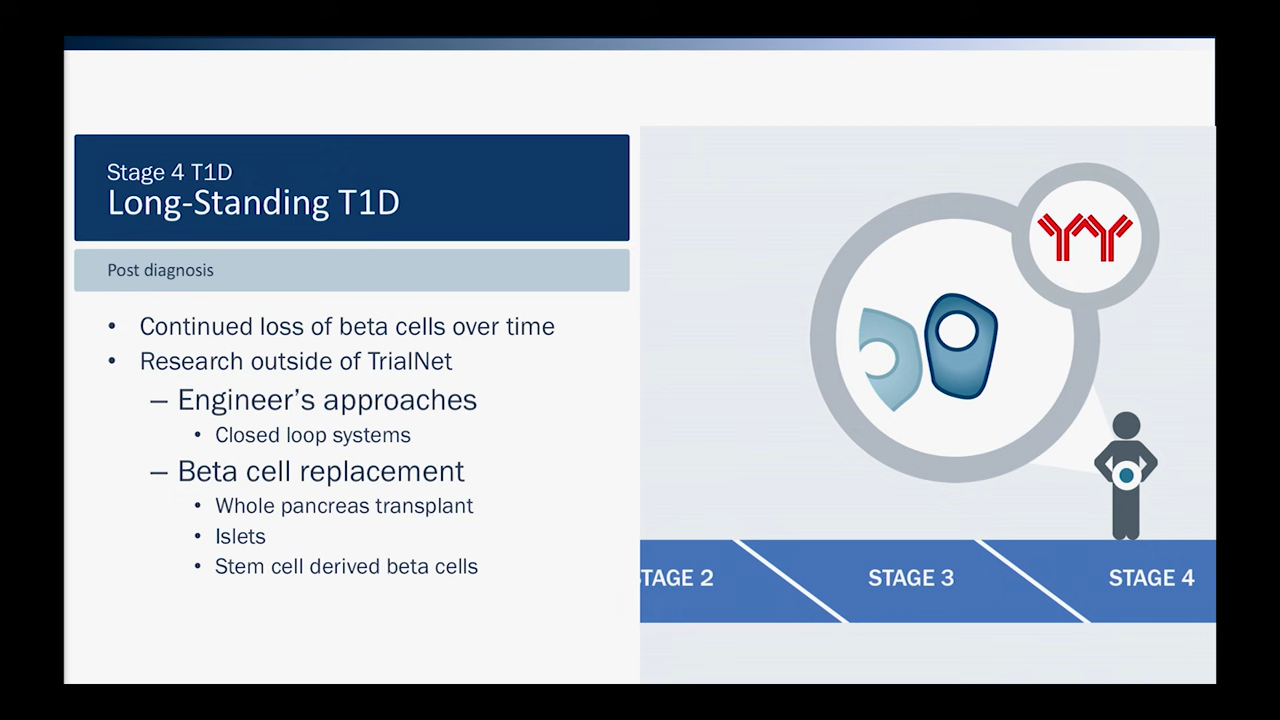 Stage 4 T1D
Long-Standing T1D
Post diagnosis
• Continued loss of beta cells over time
• Research outside of TrialNet
– Engineer's approaches
• Closed loop systems
– Beta cell replacement
• Whole pancreas transplant
• Islets
• Stem cell derived beta cells
STAGE 2
STAGE 3
STAGE 4